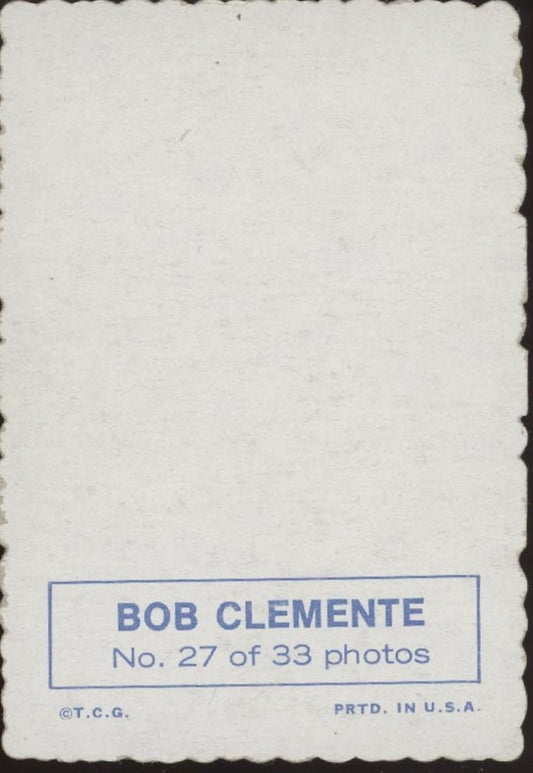 BOB CLEMENTE
No. 27 of 33 photos
©T.C.G. PRTD. IN U.S.A.